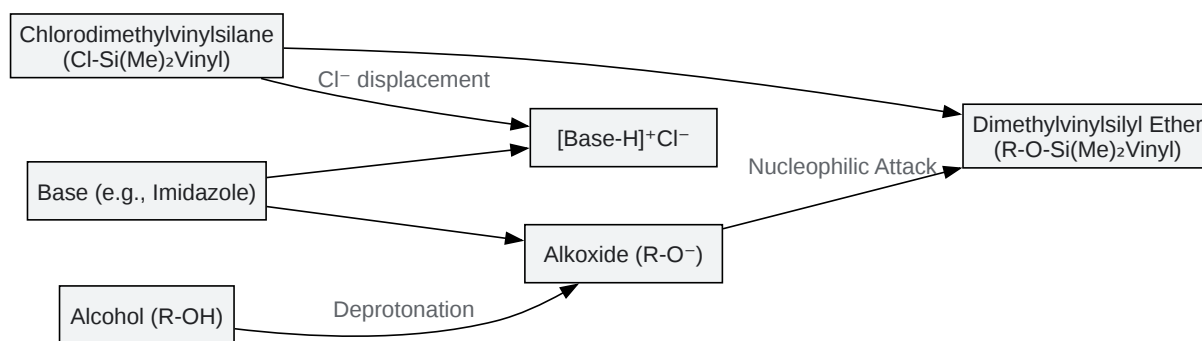 Chlorodimethylvinylsilane
(Cl-Si(Me)₂Vinyl)
Cl⁻ displacement
[Base-H]⁺Cl⁻
Dimethylvinylsilyl Ether
(R-O-Si(Me)₂Vinyl)
Nucleophilic Attack
Base (e.g., Imidazole)
Alkoxide (R-O⁻)
Alcohol (R-OH)
Deprotonation